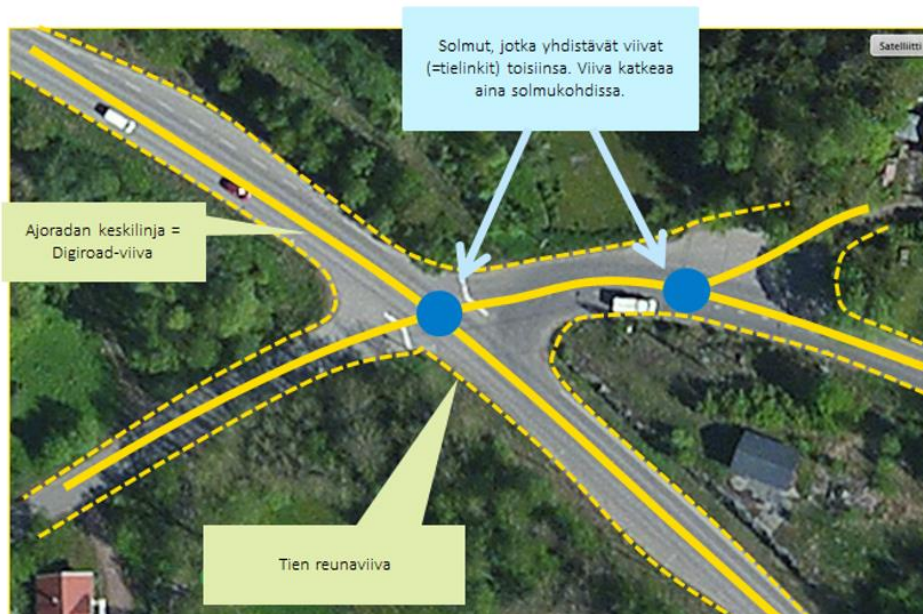 Solmut, jotka yhdistävät viivat
(=tielinkit) toisiinsa. Viiva katkeaa
aina solmukohdissa.
Satelliitti
Ajoradan keskilinja =
Digiroad-viiva
Tien reunaviiva